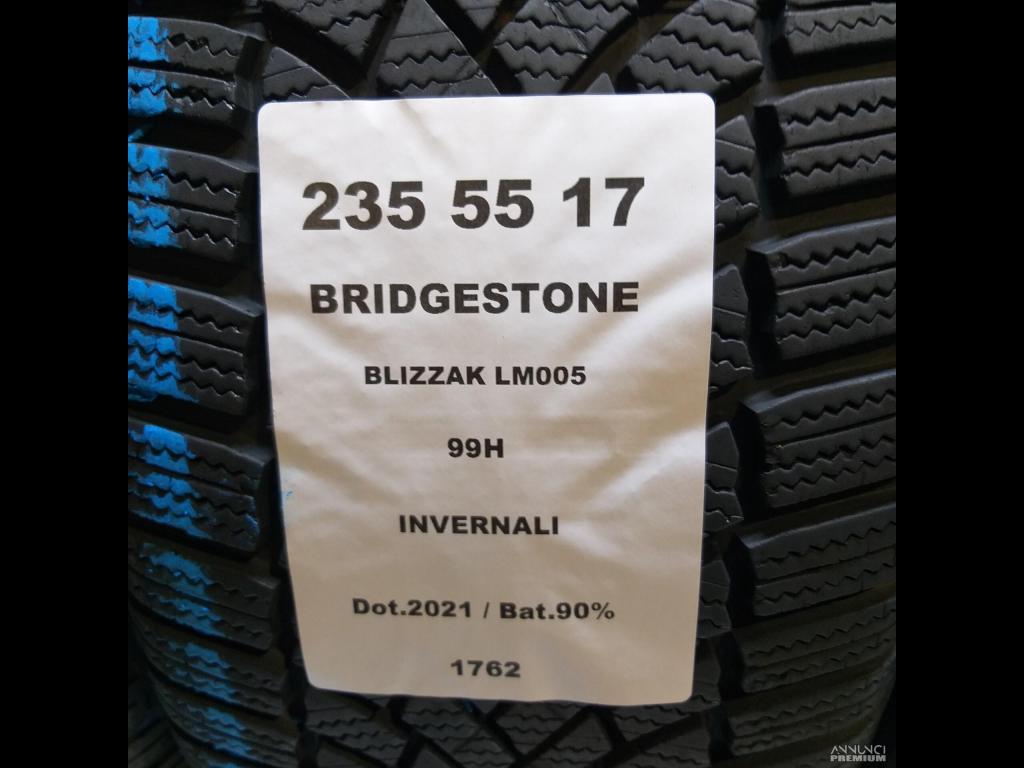 235 55 17
BRIDGESTONE
BLIZZAK LM005
99H
INVERNALI
Dot.2021 / Bat.90%
1762
ANNUNCI
PREMIUM